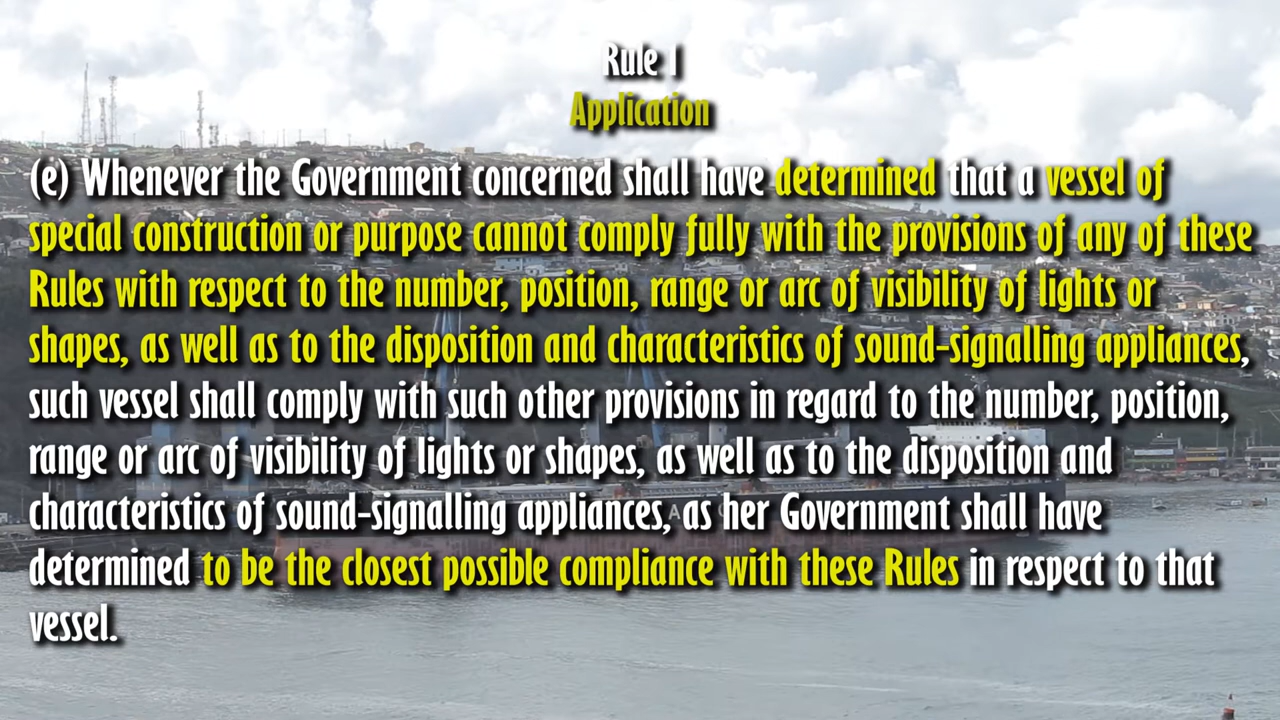 Rule 1
Application
(e) Whenever the Government concerned shall have determined that a vessel of
special construction or purpose cannot comply fully with the provisions of any of these
Rules with respect to the number, position, range or arc of visibility of lights or
shapes, as well as to the disposition and characteristics of sound-signalling appliances,
such vessel shall comply with such other provisions in regard to the number, position,
range or arc of visibility of lights or shapes, as well as to the disposition and
characteristics of sound-signalling appliances, as her Government shall have
determined to be the closest possible compliance with these Rules in respect to that
vessel.